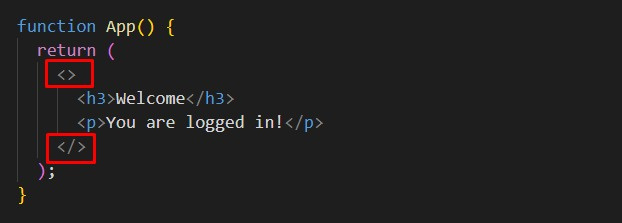 function App() {
return (
<>
<h3>Welcome</h3>
<p>You are logged in!</p>
</>
);
}